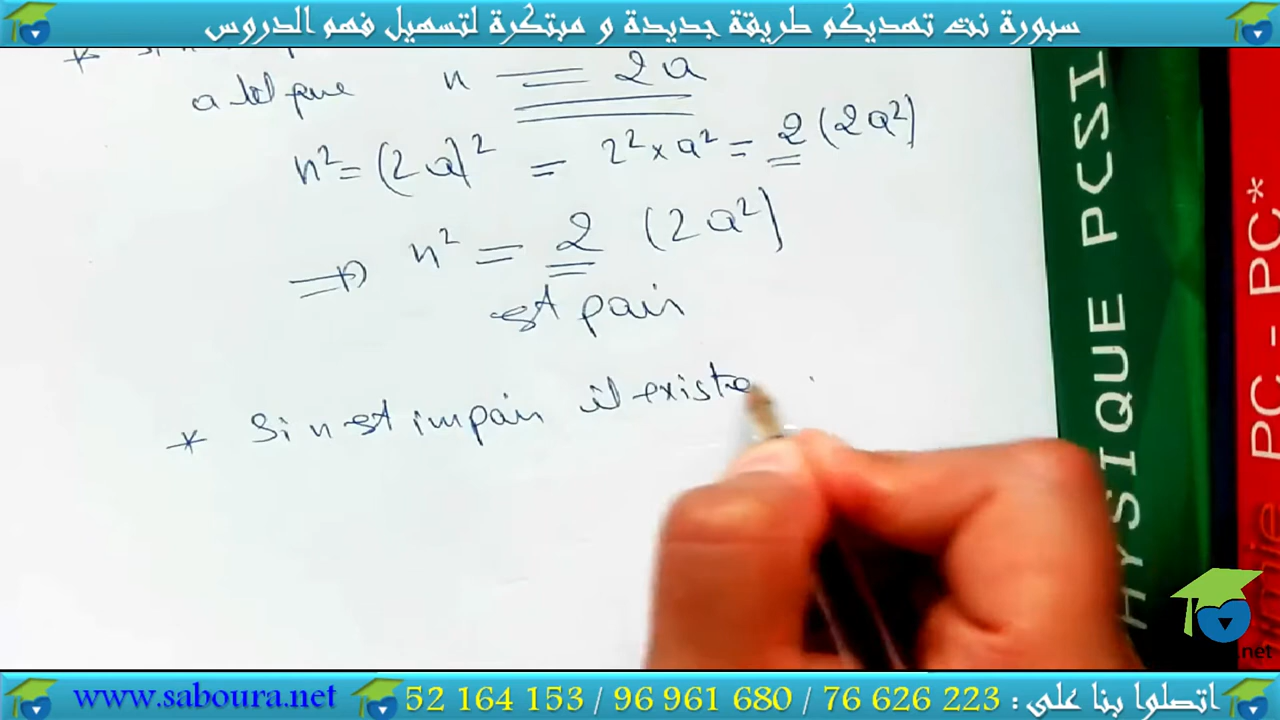 سبورة نت تهديكم طريقة جديدة و مبتكرة لتسهيل فهم الدروس
a tel que n = 2a
n² = (2a)² = 2² × a² = 2 (2a²)
⇒ n² = 2 (2a²)
est pair
* Si n est impair il existe
PHYSIQUE PCSI
PC - PC*
.net
www.saboura.net
52 164 153 / 96 961 680 / 76 626 223 : اتصلوا بنا على